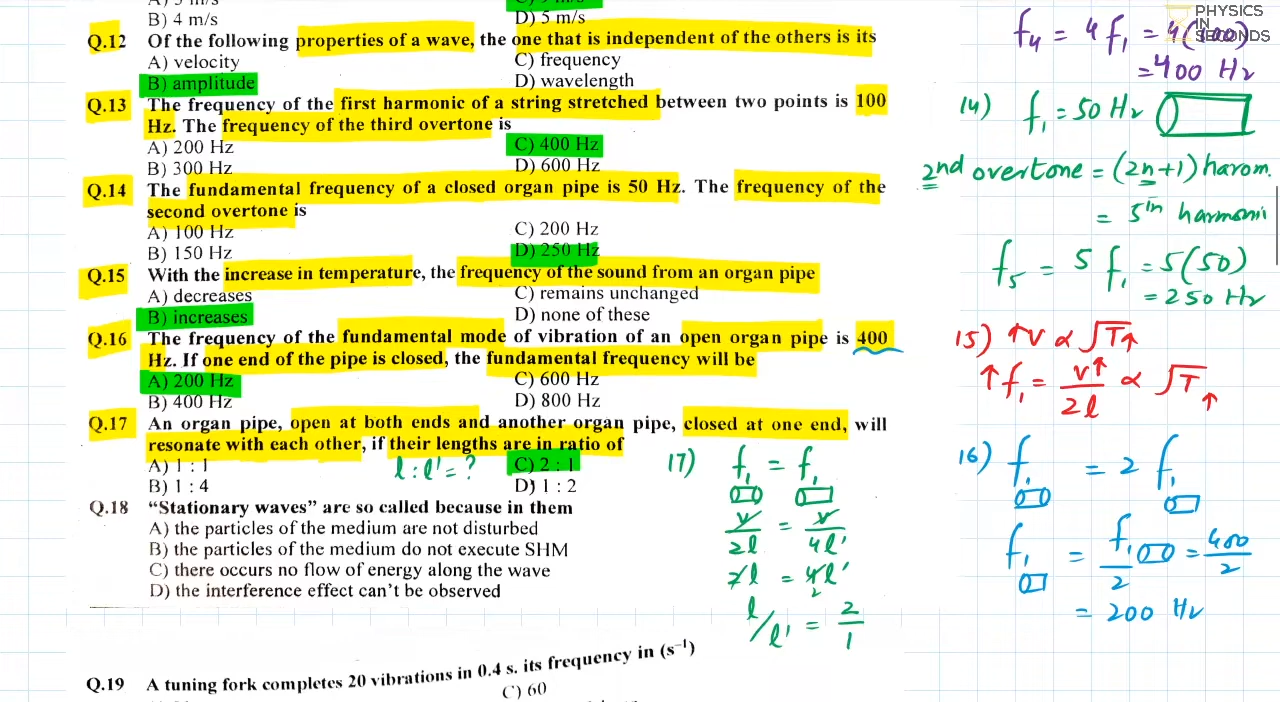 B) 4 m/s
D) 5 m/s
Q.12 Of the following properties of a wave, the one that is independent of the others is its
A) velocity
C) frequency
B) amplitude
D) wavelength
Q.13 The frequency of the first harmonic of a string stretched between two points is 100
Hz. The frequency of the third overtone is
A) 200 Hz
C) 400 Hz
B) 300 Hz
D) 600 Hz
Q.14 The fundamental frequency of a closed organ pipe is 50 Hz. The frequency of the
second overtone is
A) 100 Hz
C) 200 Hz
B) 150 Hz
D) 250 Hz
Q.15 With the increase in temperature, the frequency of the sound from an organ pipe
A) decreases
C) remains unchanged
B) increases
D) none of these
Q.16 The frequency of the fundamental mode of vibration of an open organ pipe is 400
Hz. If one end of the pipe is closed, the fundamental frequency will be
A) 200 Hz
C) 600 Hz
B) 400 Hz
D) 800 Hz
Q.17 An organ pipe, open at both ends and another organ pipe, closed at one end, will
resonate with each other, if their lengths are in ratio of
A) 1 : 1
l : l' = ?
C) 2 : 1
B) 1 : 4
D) 1 : 2
Q.18 “Stationary waves” are so called because in them
A) the particles of the medium are not disturbed
B) the particles of the medium do not execute SHM
C) there occurs no flow of energy along the wave
D) the interference effect can’t be observed
Q.19 A tuning fork completes 20 vibrations in 0.4 s. its frequency in (s⁻¹)
C) 60
17) f₁ = f₁
v/2l = v/4l'
2l = 4l'
2
l/l' = 2/1
PHYSICS
IN
SECONDS
f₄ = 4 f₁ = 4(100)
= 400 Hz
14) f₁ = 50 Hz
2nd overtone = (2n+1) harom.
= 5th harmoni
f₅ = 5 f₁ = 5(50)
= 250 Hz
15) ↑V ∝ √T↑
↑f₁ = V↑/2l ∝ √T↑
16) f₁ = 2 f₁
f₁ = f₁/2 = 400/2
= 200 Hz